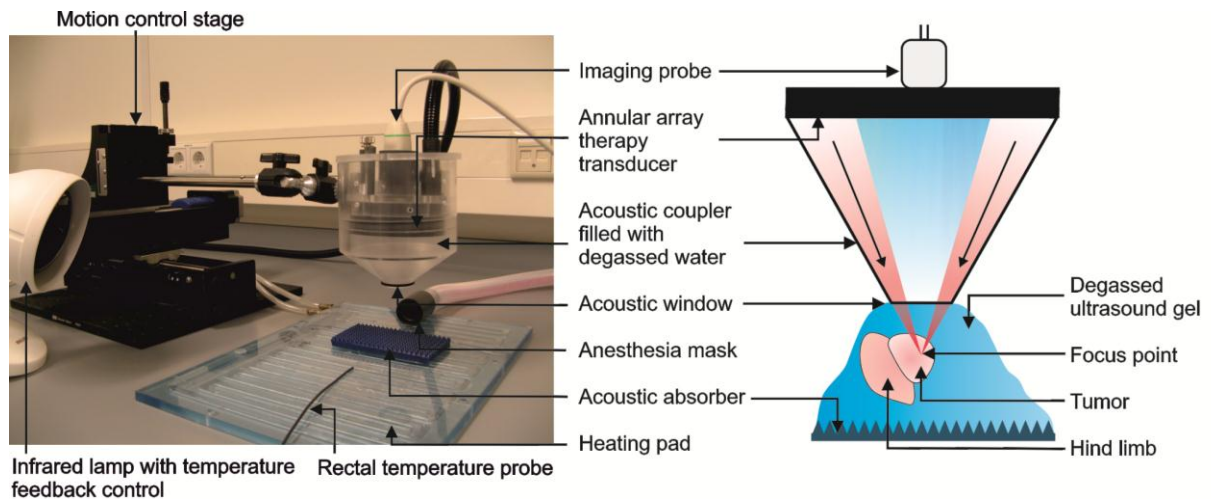 Motion control stage
Imaging probe
Annular array
therapy
transducer
Acoustic coupler
filled with
degassed water
Acoustic window
Anesthesia mask
Acoustic absorber
Heating pad
Degassed
ultrasound gel
Focus point
Tumor
Hind limb
Infrared lamp with temperature
feedback control
Rectal temperature probe